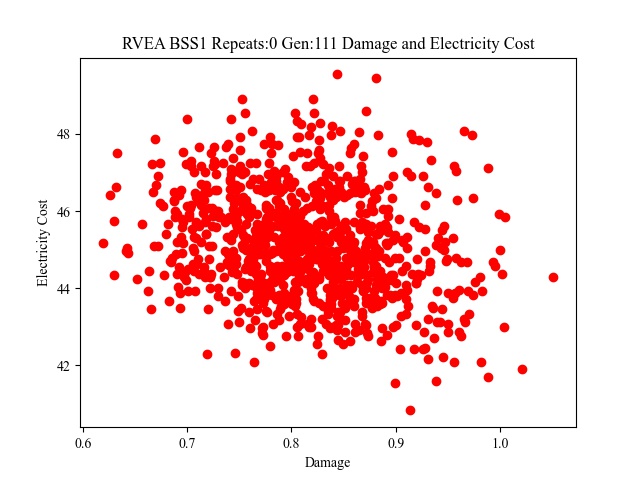 RVEA BSS1 Repeats:0 Gen:111 Damage and Electricity Cost
48
46
44
42
Electricity Cost
0.6 0.7 0.8 0.9 1.0
Damage